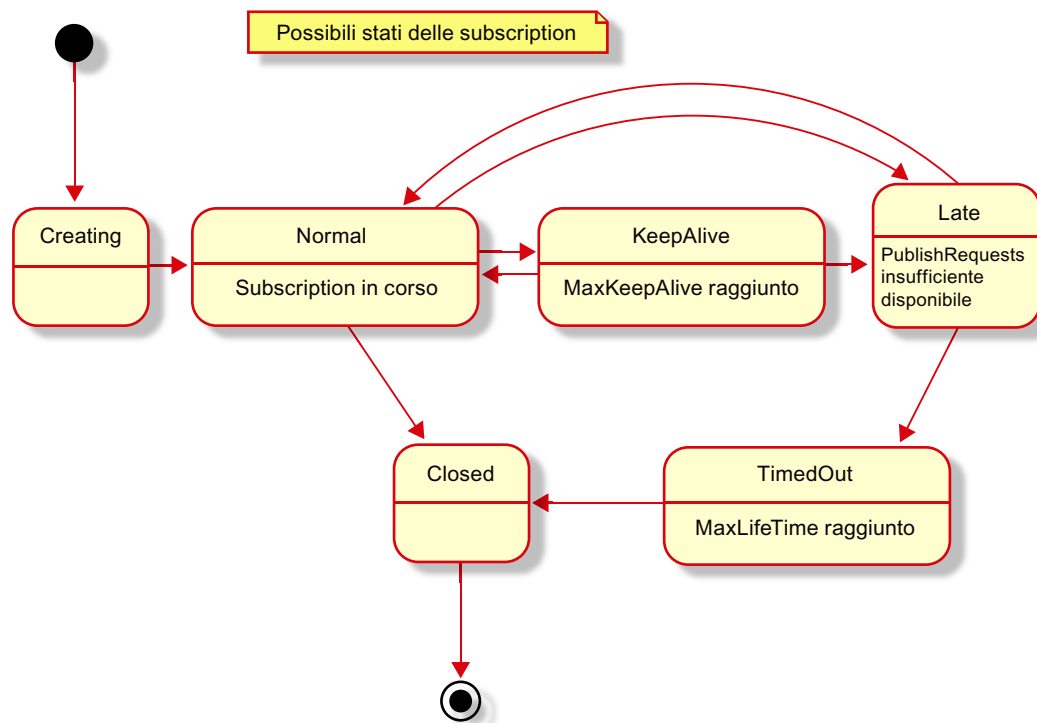 Possibili stati delle subscription
Creating
Normal
Subscription in corso
KeepAlive
MaxKeepAlive raggiunto
Late
PublishRequests
insufficiente
disponibile
Closed
TimedOut
MaxLifeTime raggiunto